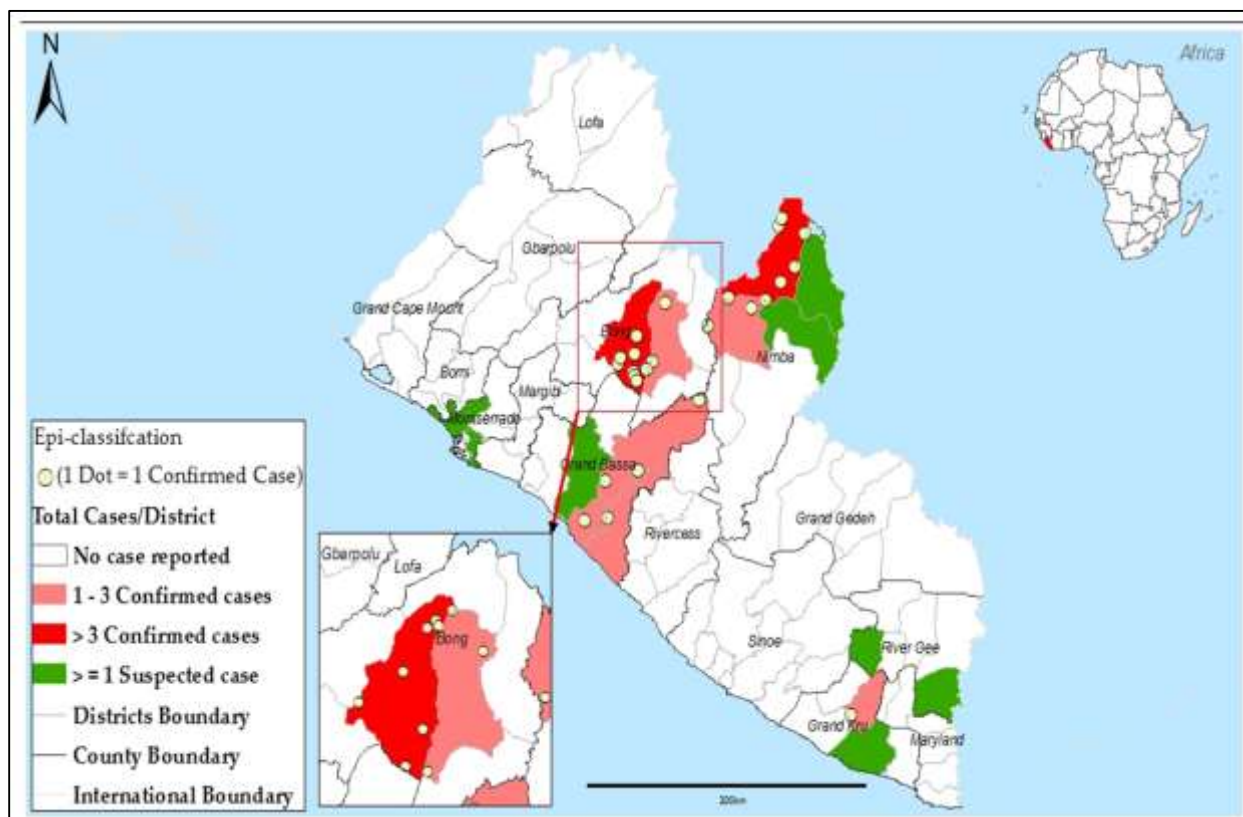 N
Africa
Lofa
Gbarpolu
Grand Cape Mount
Bong
Bomi
Margibi
Montserrado
Nimba
Grand Bassa
Rivercess
Grand Gedeh
Sinoe
River Gee
Grand Kru
Maryland
Epi-classifcation
(1 Dot = 1 Confirmed Case)
Total Cases/District
No case reported
1 - 3 Confirmed cases
> 3 Confirmed cases
> = 1 Suspected case
Districts Boundary
County Boundary
International Boundary
Gbarpolu
Lofa
Bong